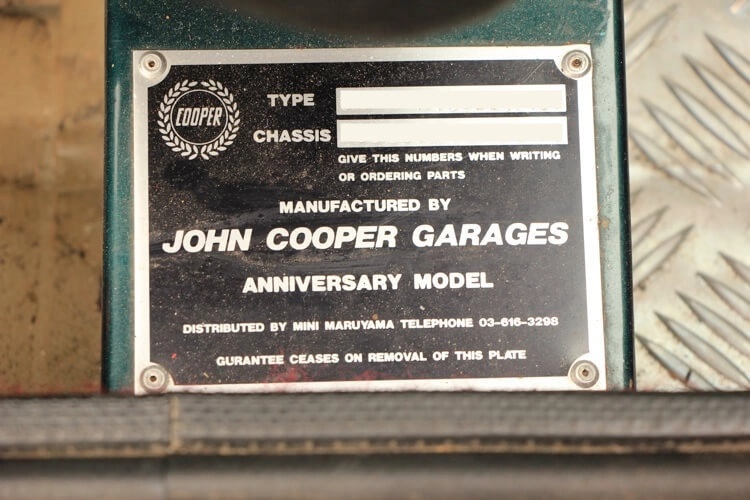 COOPER
TYPE
CHASSIS
GIVE THIS NUMBERS WHEN WRITING
OR ORDERING PARTS
MANUFACTURED BY
JOHN COOPER GARAGES
ANNIVERSARY MODEL
DISTRIBUTED BY MINI MARUYAMA TELEPHONE 03-616-3298
GURANTEE CEASES ON REMOVAL OF THIS PLATE